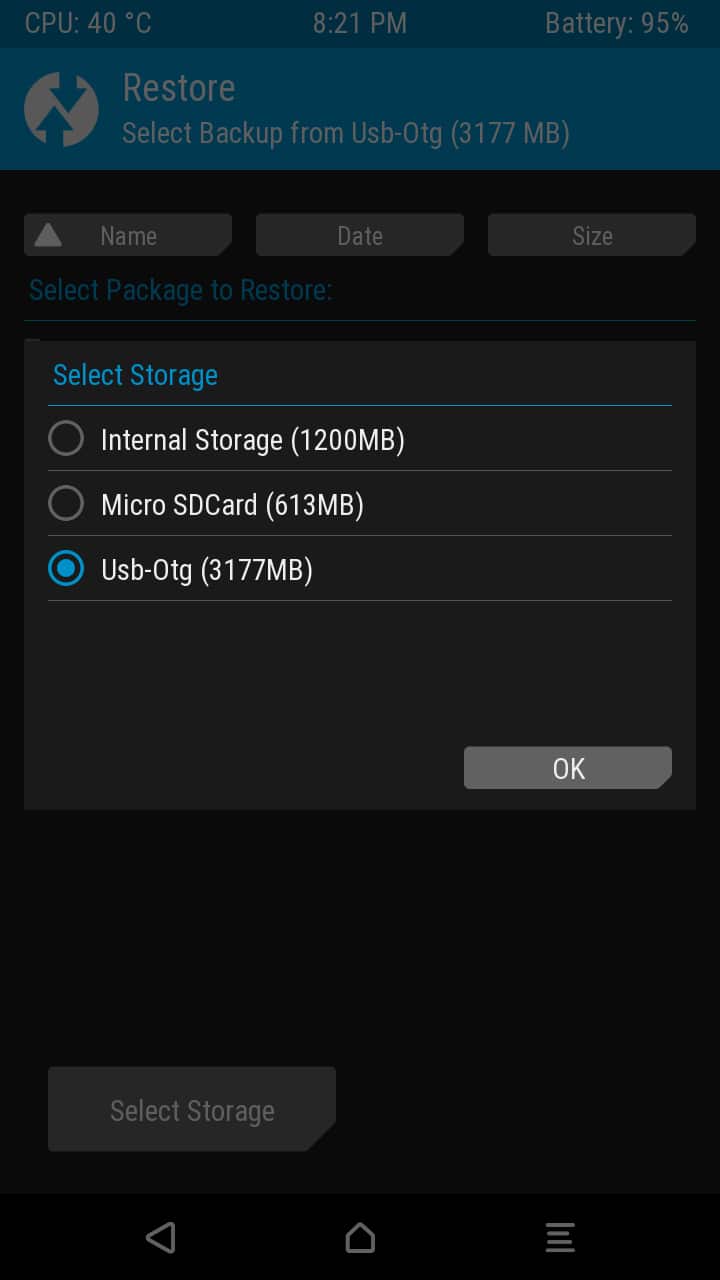 CPU: 40 °C 8:21 PM Battery: 95%
Restore
Select Backup from Usb-Otg (3177 MB)
Name Date Size
Select Package to Restore:
Select Storage
Internal Storage (1200MB)
Micro SDCard (613MB)
Usb-Otg (3177MB)
OK
Select Storage